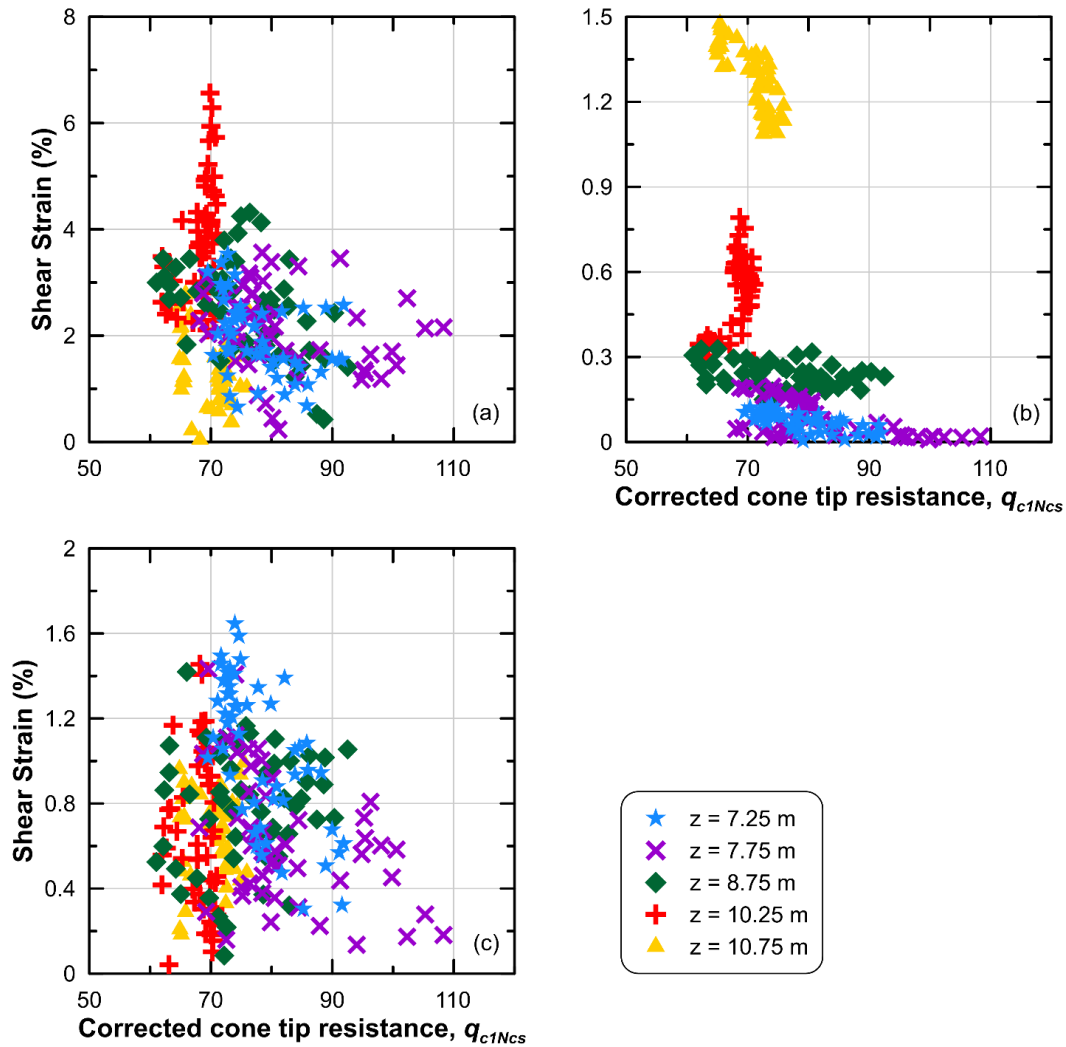 8
6
4
2
0
Shear Strain (%)
50 70 90 110
(a)
1.5
1.2
0.9
0.6
0.3
0
50 70 90 110
(b)
Corrected cone tip resistance, qc1Ncs
2
1.6
1.2
0.8
0.4
0
Shear Strain (%)
50 70 90 110
(c)
Corrected cone tip resistance, qc1Ncs
z = 7.25 m
z = 7.75 m
z = 8.75 m
z = 10.25 m
z = 10.75 m